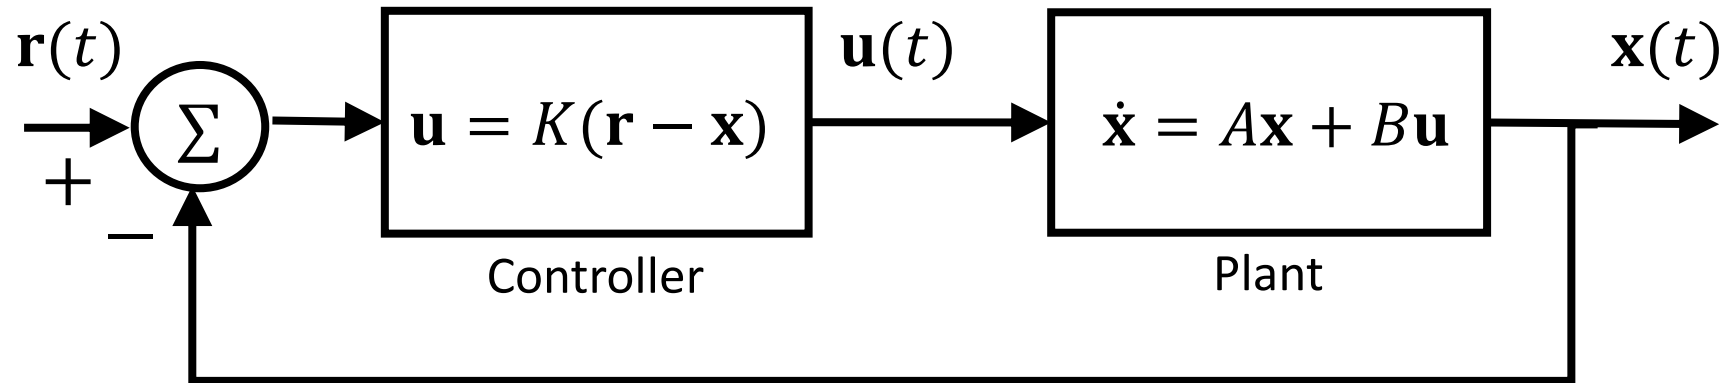 𝐫(𝑡)
𝐮(𝑡)
𝐱(𝑡)
∑
𝐮 = 𝐾(𝐫 − 𝐱)
𝐱̇ = 𝐴𝐱 + 𝐵𝐮
+
−
Controller
Plant